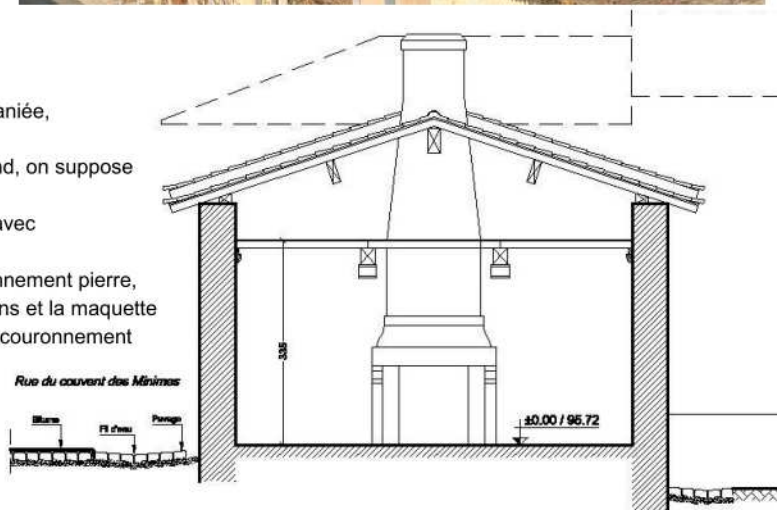 aniée,
nd, on suppose
avec
nnement pierre,
ns et la maquette
couronnement
Rue du couvent des Minimes
Bitume
Fil d'eau
Pavage
335
±0.00 / 95.72